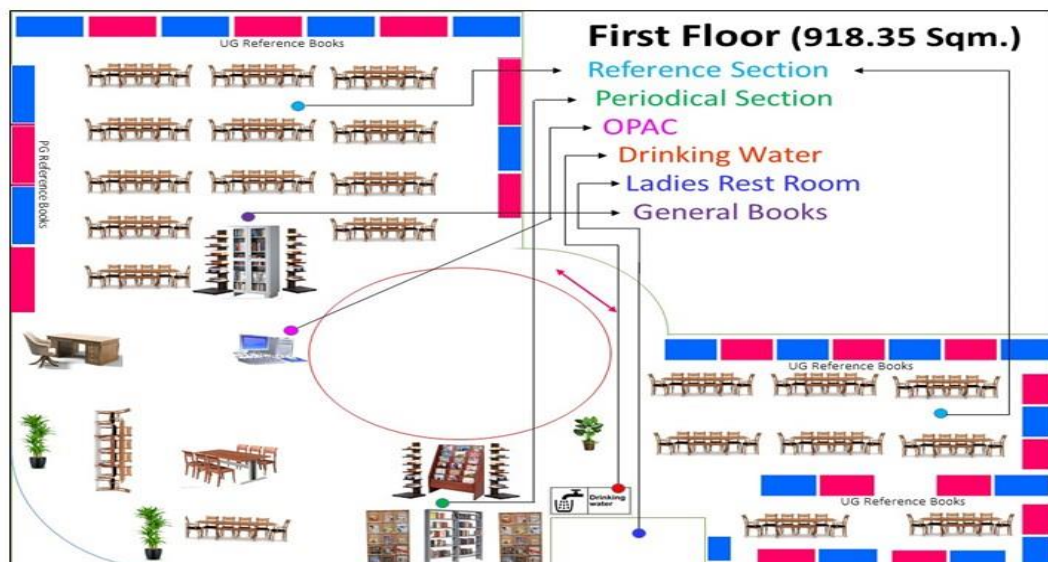 First Floor (918.35 Sqm.)
UG Reference Books
Reference Section
Periodical Section
OPAC
Drinking Water
Ladies Rest Room
General Books
PG Reference Books
UG Reference Books
Drinking
water
UG Reference Books